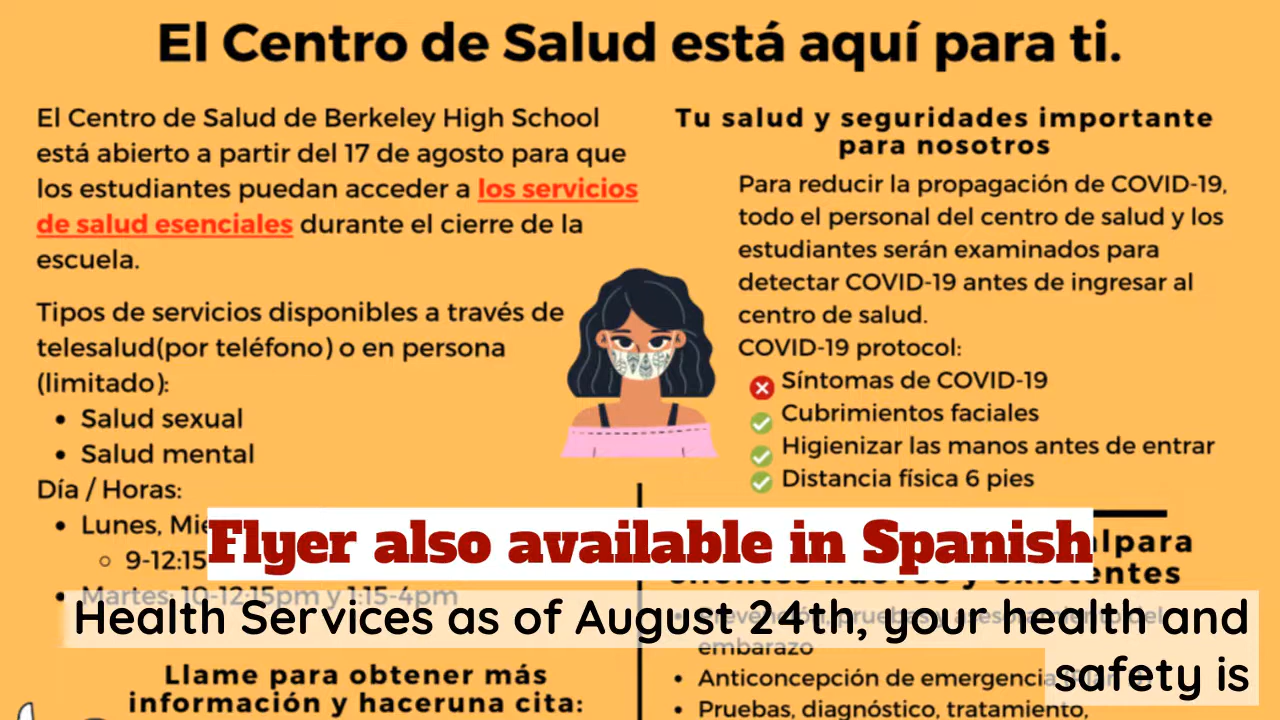 El Centro de Salud está aquí para ti.
El Centro de Salud de Berkeley High School
está abierto a partir del 17 de agosto para que
los estudiantes puedan acceder a los servicios
de salud esenciales durante el cierre de la
escuela.
Tipos de servicios disponibles a través de
telesalud(por teléfono) o en persona
(limitado):
• Salud sexual
• Salud mental
Día / Horas:
• Lunes, Mie
9-12:15
• Martes: 10-12:15pm y 1:15-4pm
Llame para obtener más
información y haceruna cita:
Tu salud y seguridades importante
para nosotros
Para reducir la propagación de COVID-19,
todo el personal del centro de salud y los
estudiantes serán examinados para
detectar COVID-19 antes de ingresar al
centro de salud.
COVID-19 protocol:
Síntomas de COVID-19
Cubrimientos faciales
Higienizar las manos antes de entrar
Distancia física 6 pies
alpara
clientes nuevos y existentes
• Prevención, pruebas y asesoramiento del
embarazo
• Anticoncepción de emergencia
• Pruebas, diagnóstico, tratamiento,
Flyer also available in Spanish
Health Services as of August 24th, your health and
safety is